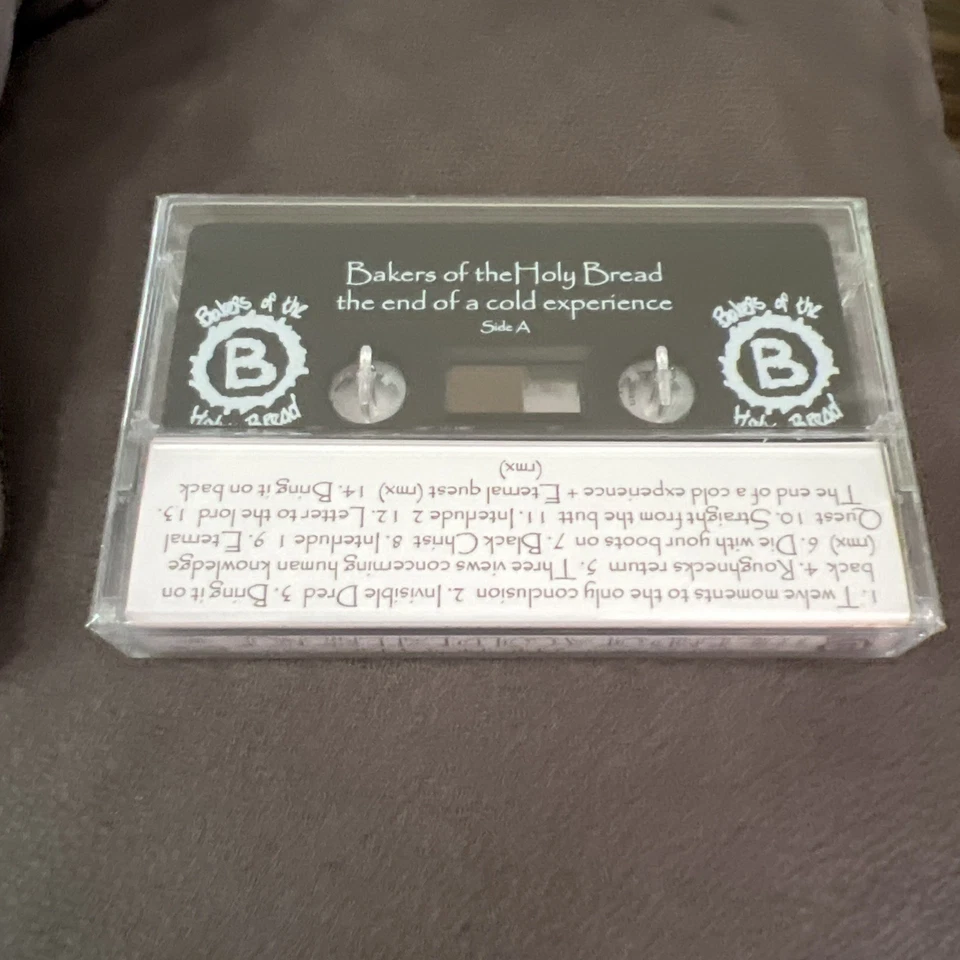 Bakers of the Holy Bread
the end of a cold experience
Side A
Bakers of the
B
Holy Bread
Bakers of the
B
Holy Bread
1. Twelve moments to the only conclusion 2. Invisible Dred 3. Bring it on
back 4. Roughnecks return 5. Three views concerning human knowledge
(rmx) 6. Die with your boots on 7. Black Christ 8. Interlude 1 9. Eternal
Quest 10. Straight from the butt 11. Interlude 2 12. Letter to the lord 13.
The end of a cold experience + Eternal quest (rmx) 14. Bring it on back
(rmx)